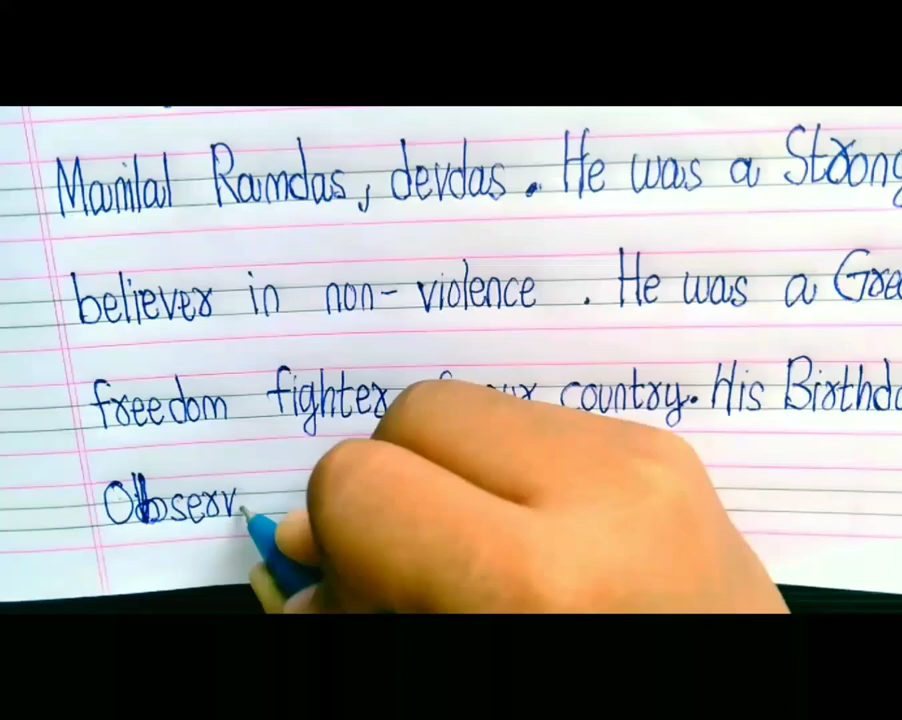 Manilal Ramdas, devdas. He was a Strong
believer in non-violence. He was a Grea
freedom fighter our country. His Birthda
Observ